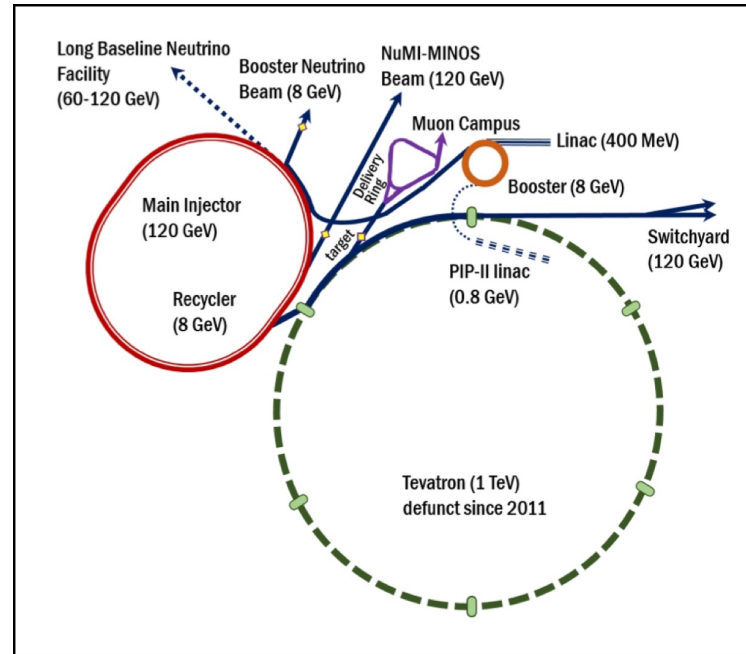 Long Baseline Neutrino
Facility
(60-120 GeV)
Booster Neutrino
Beam (8 GeV)
NuMI-MINOS
Beam (120 GeV)
Muon Campus
Linac (400 MeV)
Delivery
Ring
Booster (8 GeV)
Main Injector
(120 GeV)
target
Switchyard
(120 GeV)
PIP-II linac
(0.8 GeV)
Recycler
(8 GeV)
Tevatron (1 TeV)
defunct since 2011